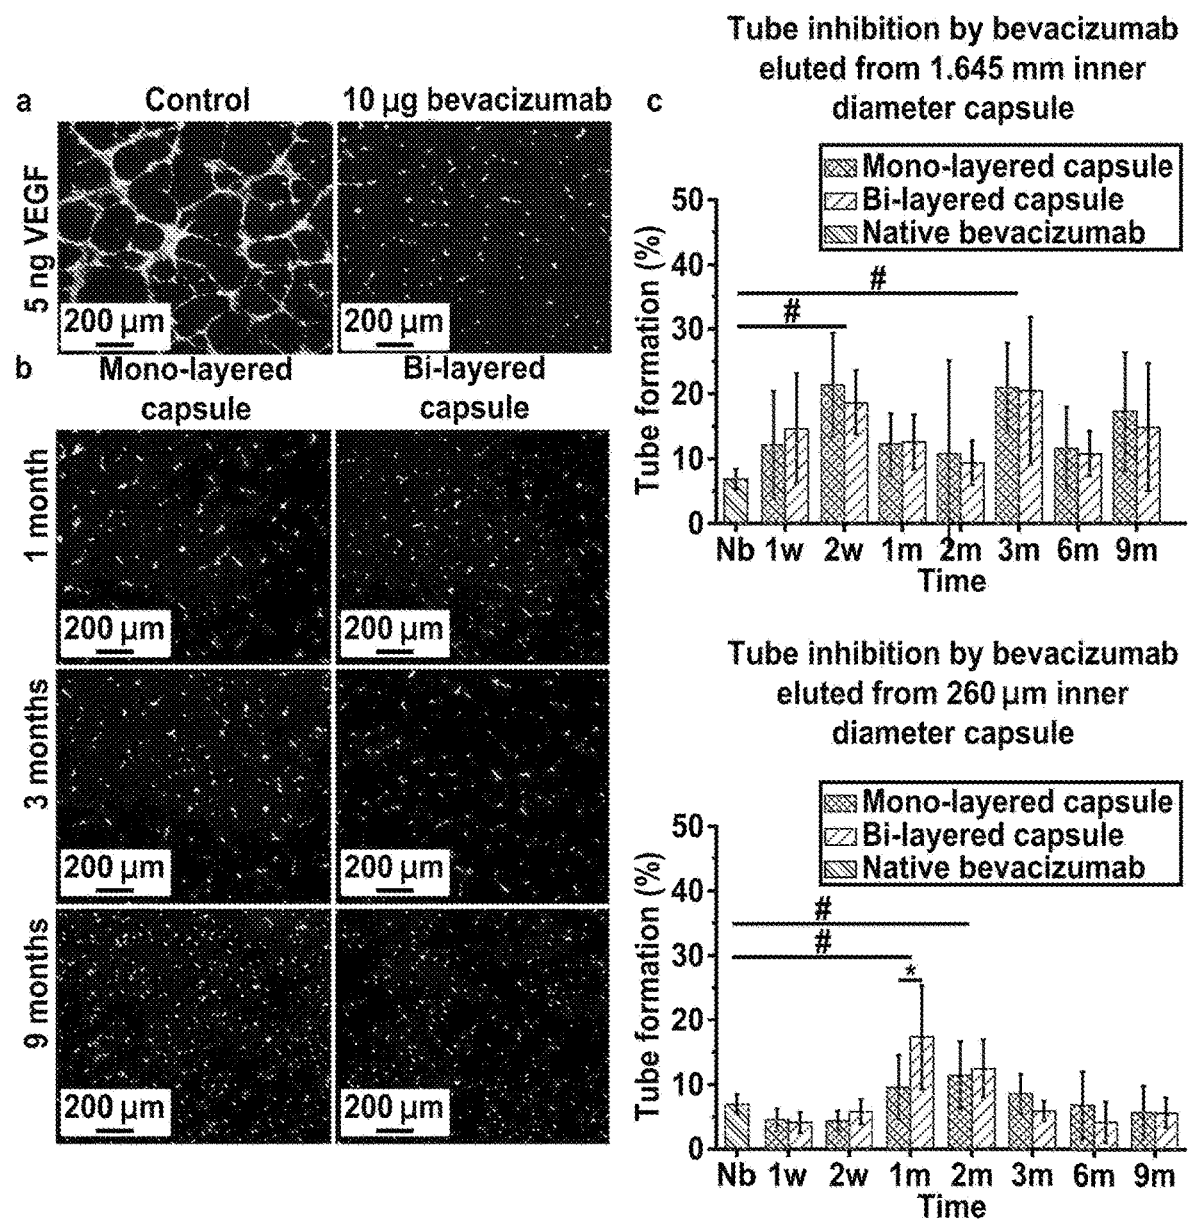 a
Control
10 µg bevacizumab
5 ng VEGF
200 µm
200 µm
b
Mono-layered
capsule
Bi-layered
capsule
1 month
200 µm
200 µm
3 months
200 µm
200 µm
9 months
200 µm
200 µm
c
Tube inhibition by bevacizumab
eluted from 1.645 mm inner
diameter capsule
Mono-layered capsule
Bi-layered capsule
Native bevacizumab
Tube formation (%)
50
40
30
20
10
0
#
#
Nb 1w 2w 1m 2m 3m 6m 9m
Time
Tube inhibition by bevacizumab
eluted from 260 µm inner
diameter capsule
Mono-layered capsule
Bi-layered capsule
Native bevacizumab
Tube formation (%)
50
40
30
20
10
0
#
#
*
Nb 1w 2w 1m 2m 3m 6m 9m
Time